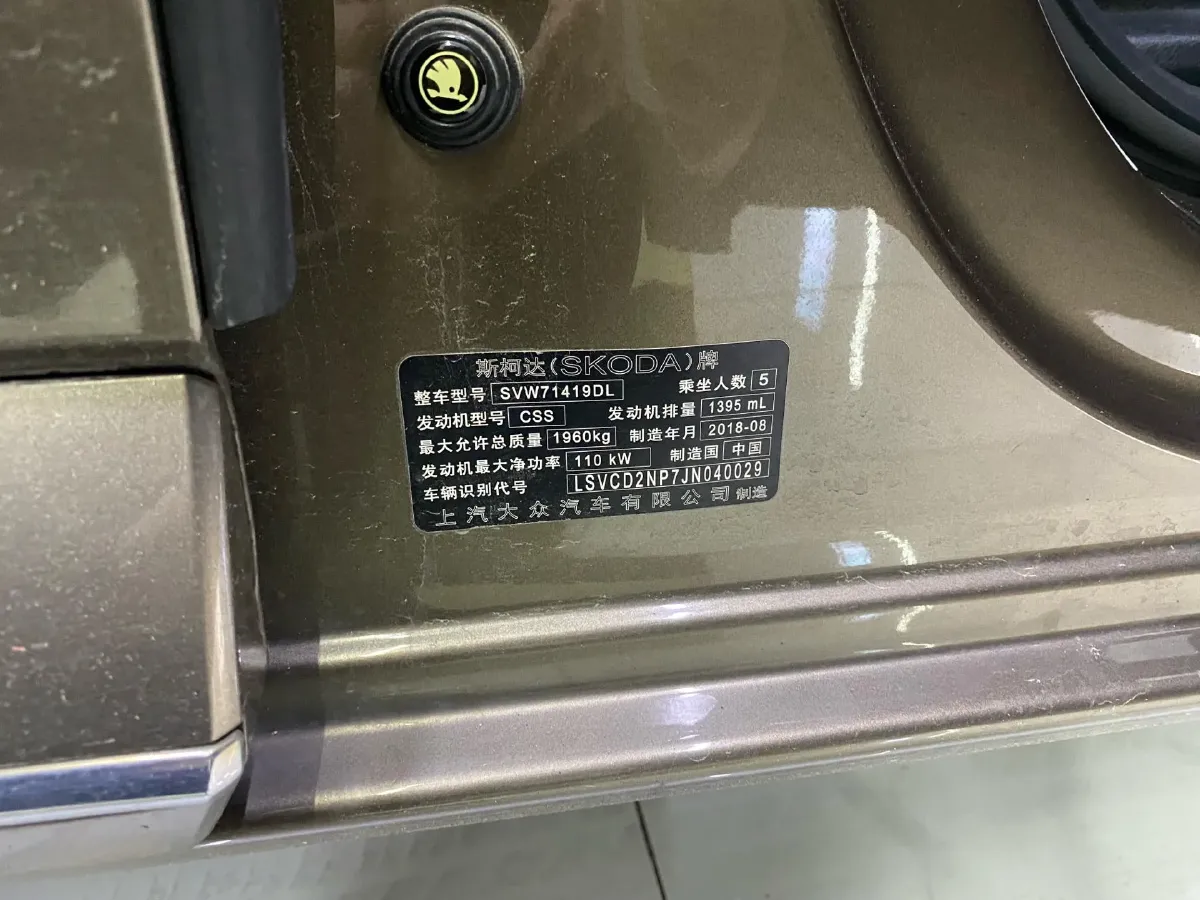 斯柯达(SKODA)牌
整车型号 SVW71419DL 乘坐人数 5
发动机型号 CSS 发动机排量 1395 mL
最大允许总质量 1960kg 制造年月 2018-08
发动机最大净功率 110 kW 制造国 中国
车辆识别代号 LSVCD2NP7JN040029
上汽大众汽车有限公司制造